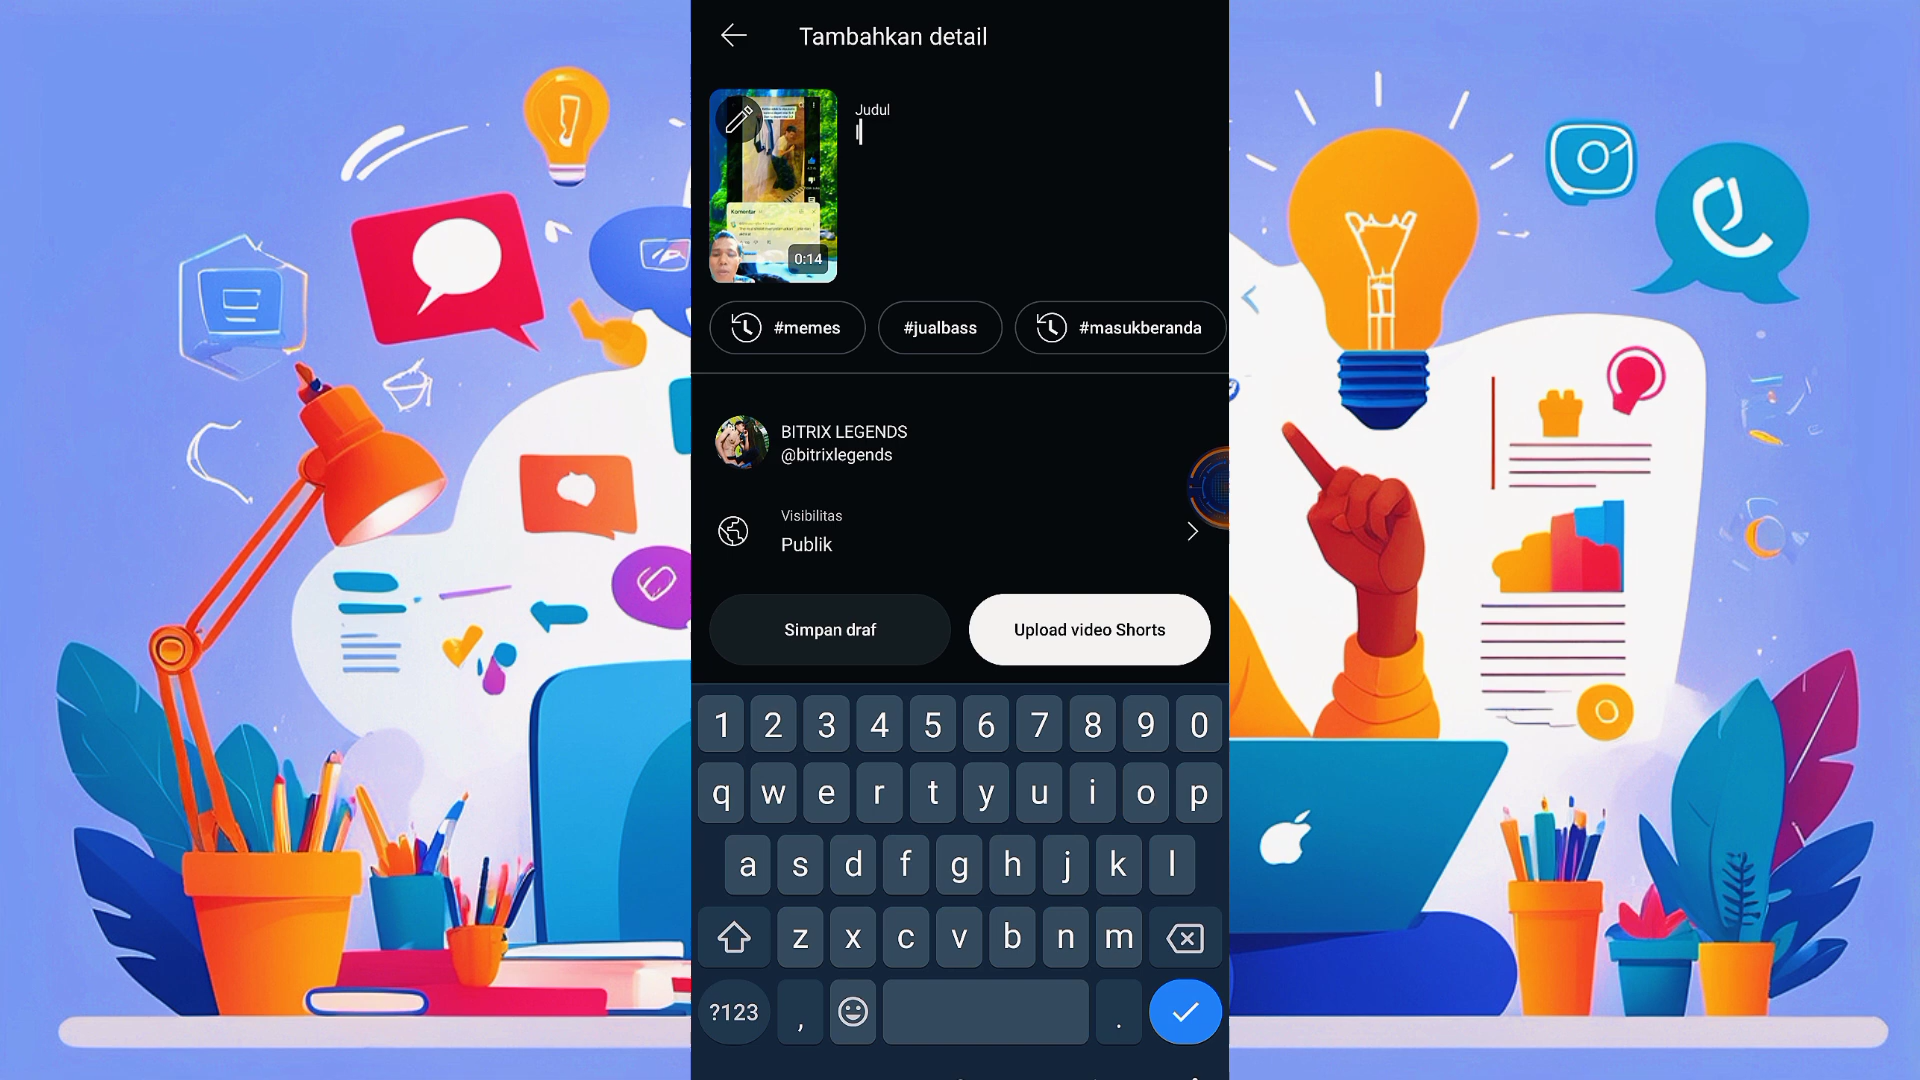 Tambahkan detail
Judul
Komentar
0:14
#memes
#jualbass
#masukberanda
BITRIX LEGENDS
@bitrixlegends
Visibilitas
Publik
Simpan draf
Upload video Shorts
1 2 3 4 5 6 7 8 9 0
q w e r t y u i o p
a s d f g h j k l
z x c v b n m
?123 , .